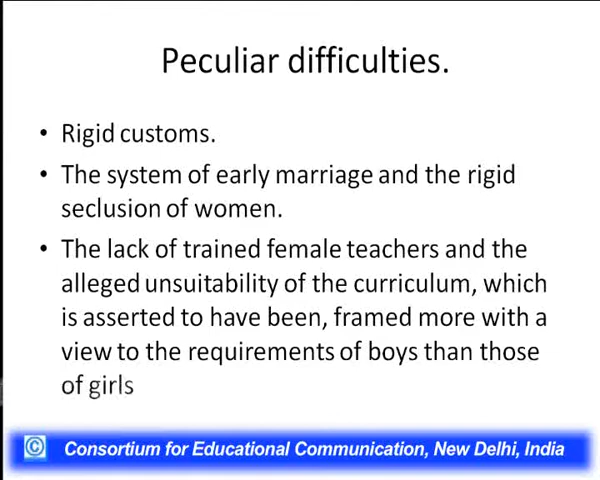 Peculiar difficulties.
• Rigid customs.
• The system of early marriage and the rigid
seclusion of women.
• The lack of trained female teachers and the
alleged unsuitability of the curriculum, which
is asserted to have been, framed more with a
view to the requirements of boys than those
of girls
© Consortium for Educational Communication, New Delhi, India